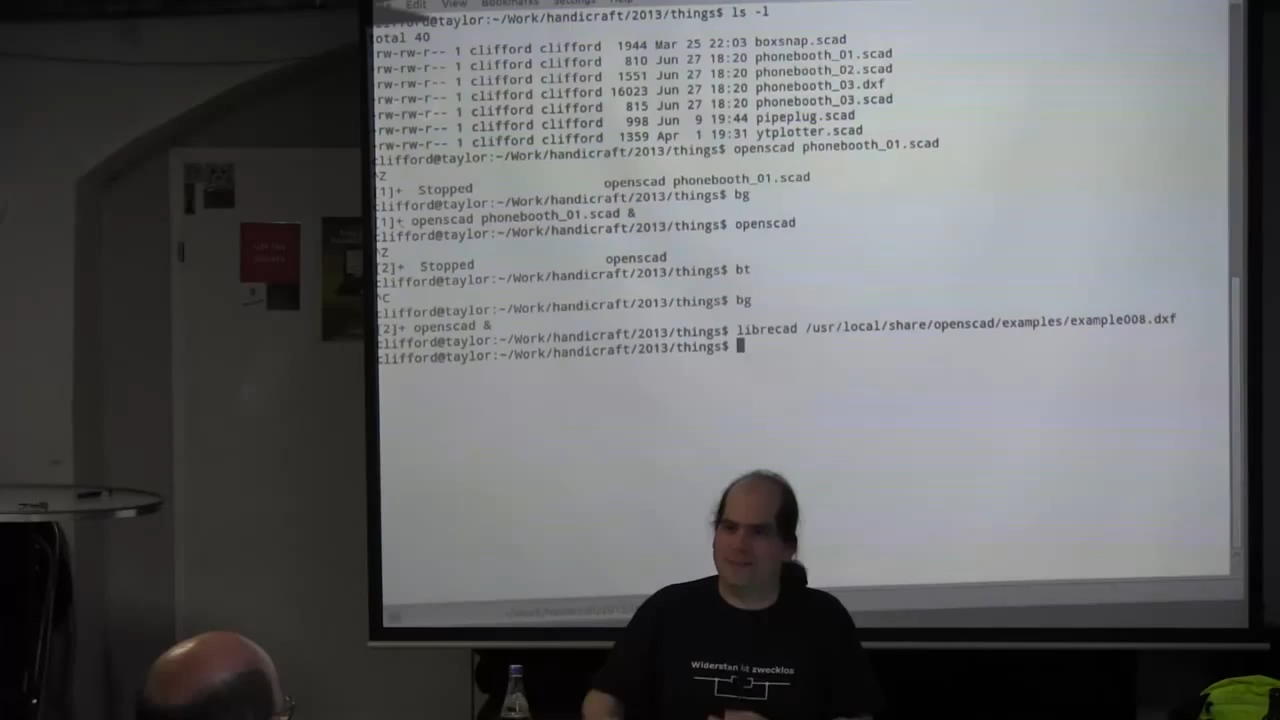 Edit View Bookmarks Settings Help
clifford@taylor:~/Work/handicraft/2013/things$ ls -l
total 40
-rw-rw-r-- 1 clifford clifford 1944 Mar 25 22:03 boxsnap.scad
-rw-rw-r-- 1 clifford clifford 810 Jun 27 18:20 phonebooth_01.scad
-rw-rw-r-- 1 clifford clifford 1551 Jun 27 18:20 phonebooth_02.scad
-rw-rw-r-- 1 clifford clifford 16023 Jun 27 18:20 phonebooth_03.dxf
-rw-rw-r-- 1 clifford clifford 815 Jun 27 18:20 phonebooth_03.scad
-rw-rw-r-- 1 clifford clifford 998 Jun 9 19:44 pipeplug.scad
-rw-rw-r-- 1 clifford clifford 1359 Apr 1 19:31 ytplotter.scad
clifford@taylor:~/Work/handicraft/2013/things$ openscad phonebooth_01.scad
^Z
[1]+ Stopped openscad phonebooth_01.scad
clifford@taylor:~/Work/handicraft/2013/things$ bg
[1]+ openscad phonebooth_01.scad &
clifford@taylor:~/Work/handicraft/2013/things$ openscad
^Z
[2]+ Stopped openscad
clifford@taylor:~/Work/handicraft/2013/things$ bt
^C
clifford@taylor:~/Work/handicraft/2013/things$ bg
[2]+ openscad &
clifford@taylor:~/Work/handicraft/2013/things$ librecad /usr/local/share/openscad/examples/example008.dxf
clifford@taylor:~/Work/handicraft/2013/things$
Widerstan ist zwecklos